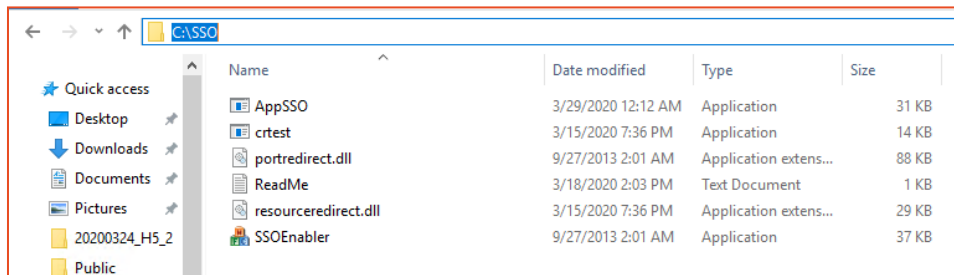 C:\SSO
Name Date modified Type Size
Quick access
Desktop
Downloads
Documents
Pictures
20200324_H5_2
Public
AppSSO 3/29/2020 12:12 AM Application 31 KB
crtest 3/15/2020 7:36 PM Application 14 KB
portredirect.dll 9/27/2013 2:01 AM Application extens... 88 KB
ReadMe 3/18/2020 2:03 PM Text Document 1 KB
resourceredirect.dll 3/15/2020 7:36 PM Application extens... 29 KB
SSOEnabler 9/27/2013 2:01 AM Application 37 KB